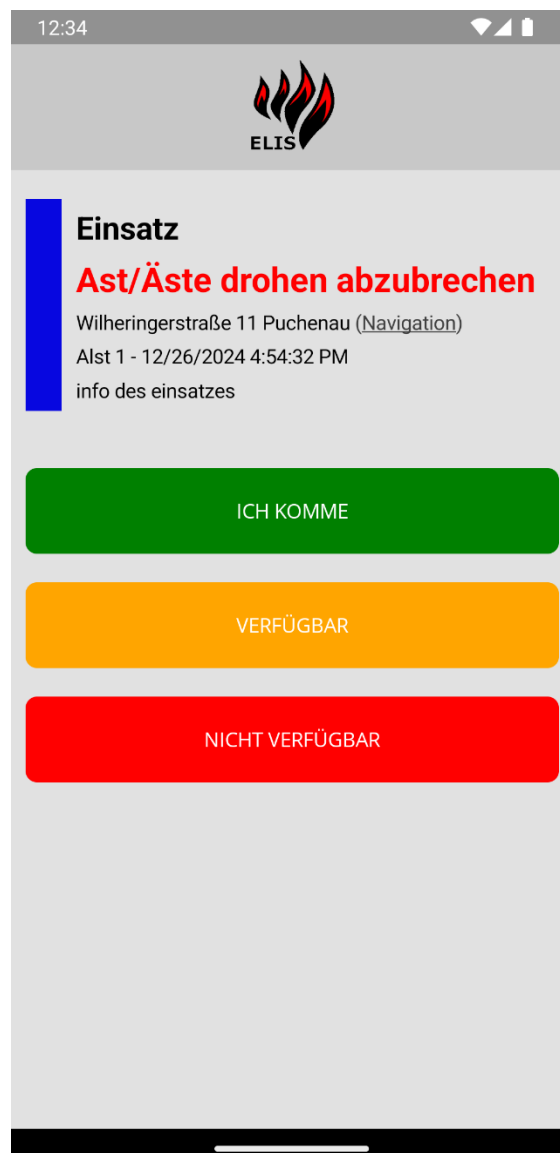 12:34
ELIS
Einsatz
Ast/Äste drohen abzubrechen
Wilheringerstraße 11 Puchenau (Navigation)
Alst 1 - 12/26/2024 4:54:32 PM
info des einsatzes
ICH KOMME
VERFÜGBAR
NICHT VERFÜGBAR